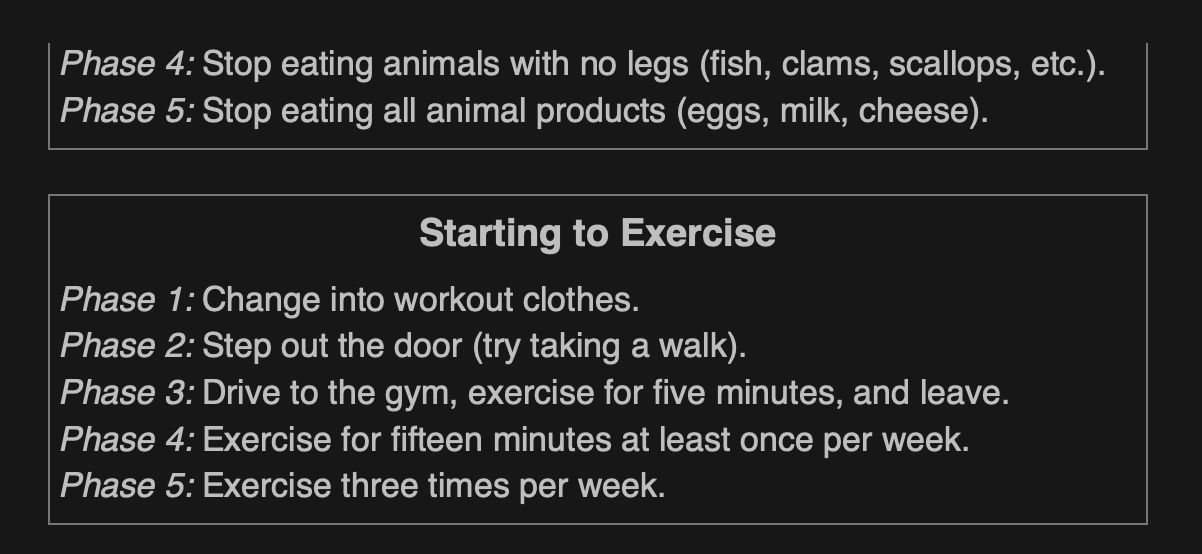 Phase 4: Stop eating animals with no legs (fish, clams, scallops, etc.).
Phase 5: Stop eating all animal products (eggs, milk, cheese).
Starting to Exercise
Phase 1: Change into workout clothes.
Phase 2: Step out the door (try taking a walk).
Phase 3: Drive to the gym, exercise for five minutes, and leave.
Phase 4: Exercise for fifteen minutes at least once per week.
Phase 5: Exercise three times per week.